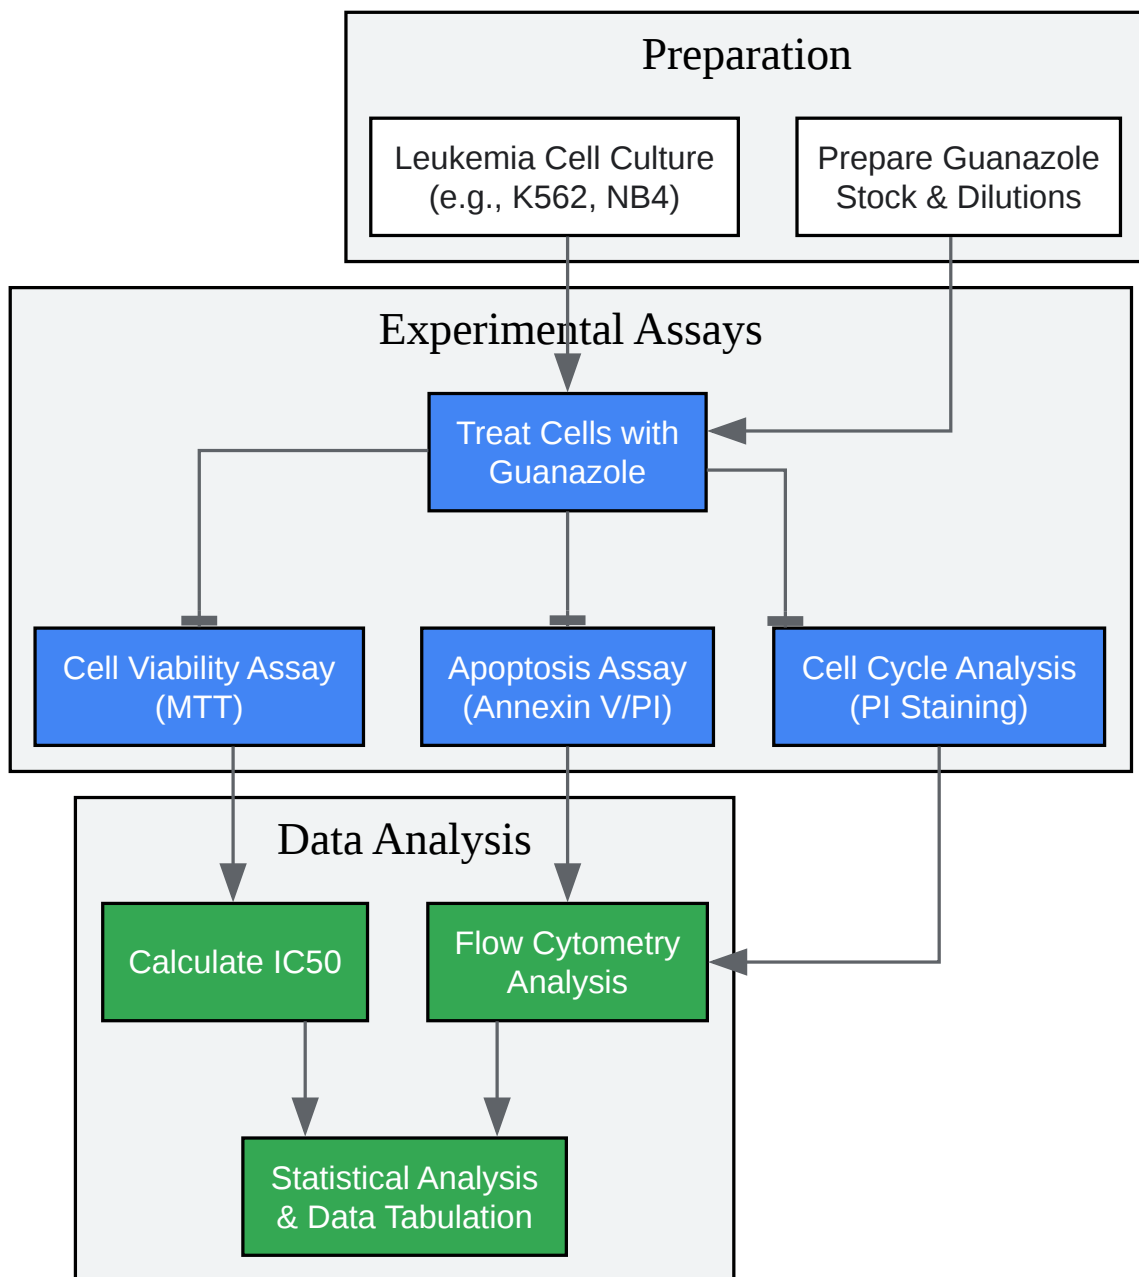 Preparation
Leukemia Cell Culture
(e.g., K562, NB4)
Prepare Guanazole
Stock & Dilutions
Experimental Assays
Treat Cells with
Guanazole
Cell Viability Assay
(MTT)
Apoptosis Assay
(Annexin V/PI)
Cell Cycle Analysis
(PI Staining)
Data Analysis
Calculate IC50
Flow Cytometry
Analysis
Statistical Analysis
& Data Tabulation